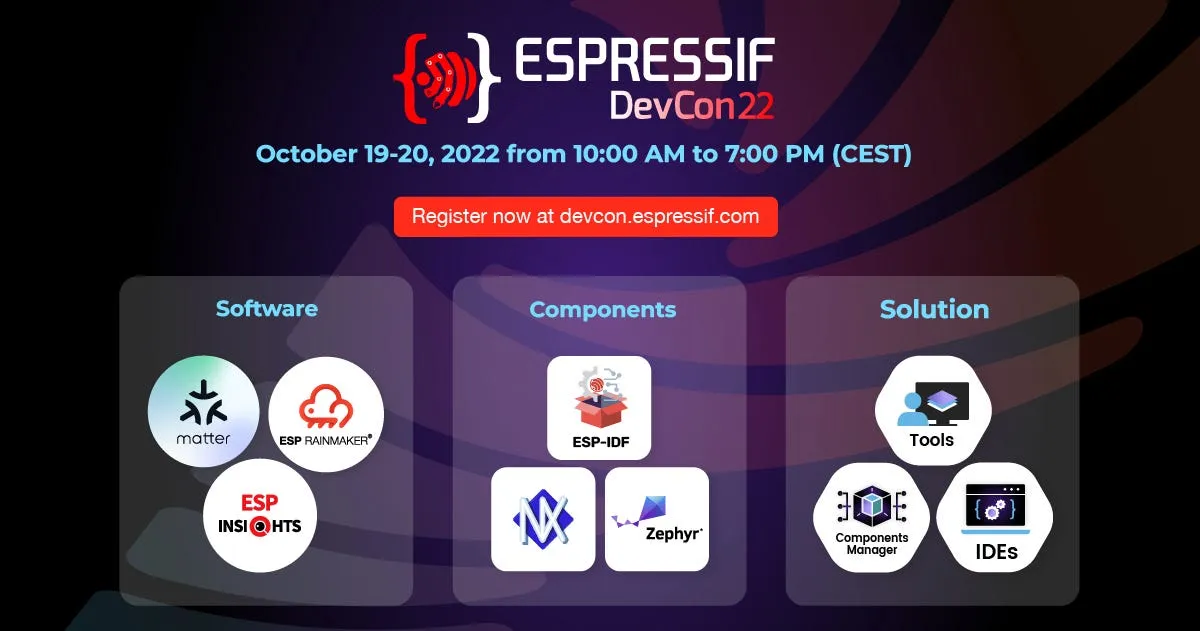 ESPRESSIF
DevCon22
October 19-20, 2022 from 10:00 AM to 7:00 PM (CEST)
Register now at devcon.espressif.com
Software
matter
ESP RAINMAKER®
ESP
INSIGHTS
Components
ESP-IDF
NX
Zephyr
Solution
Tools
Components
Manager
IDEs